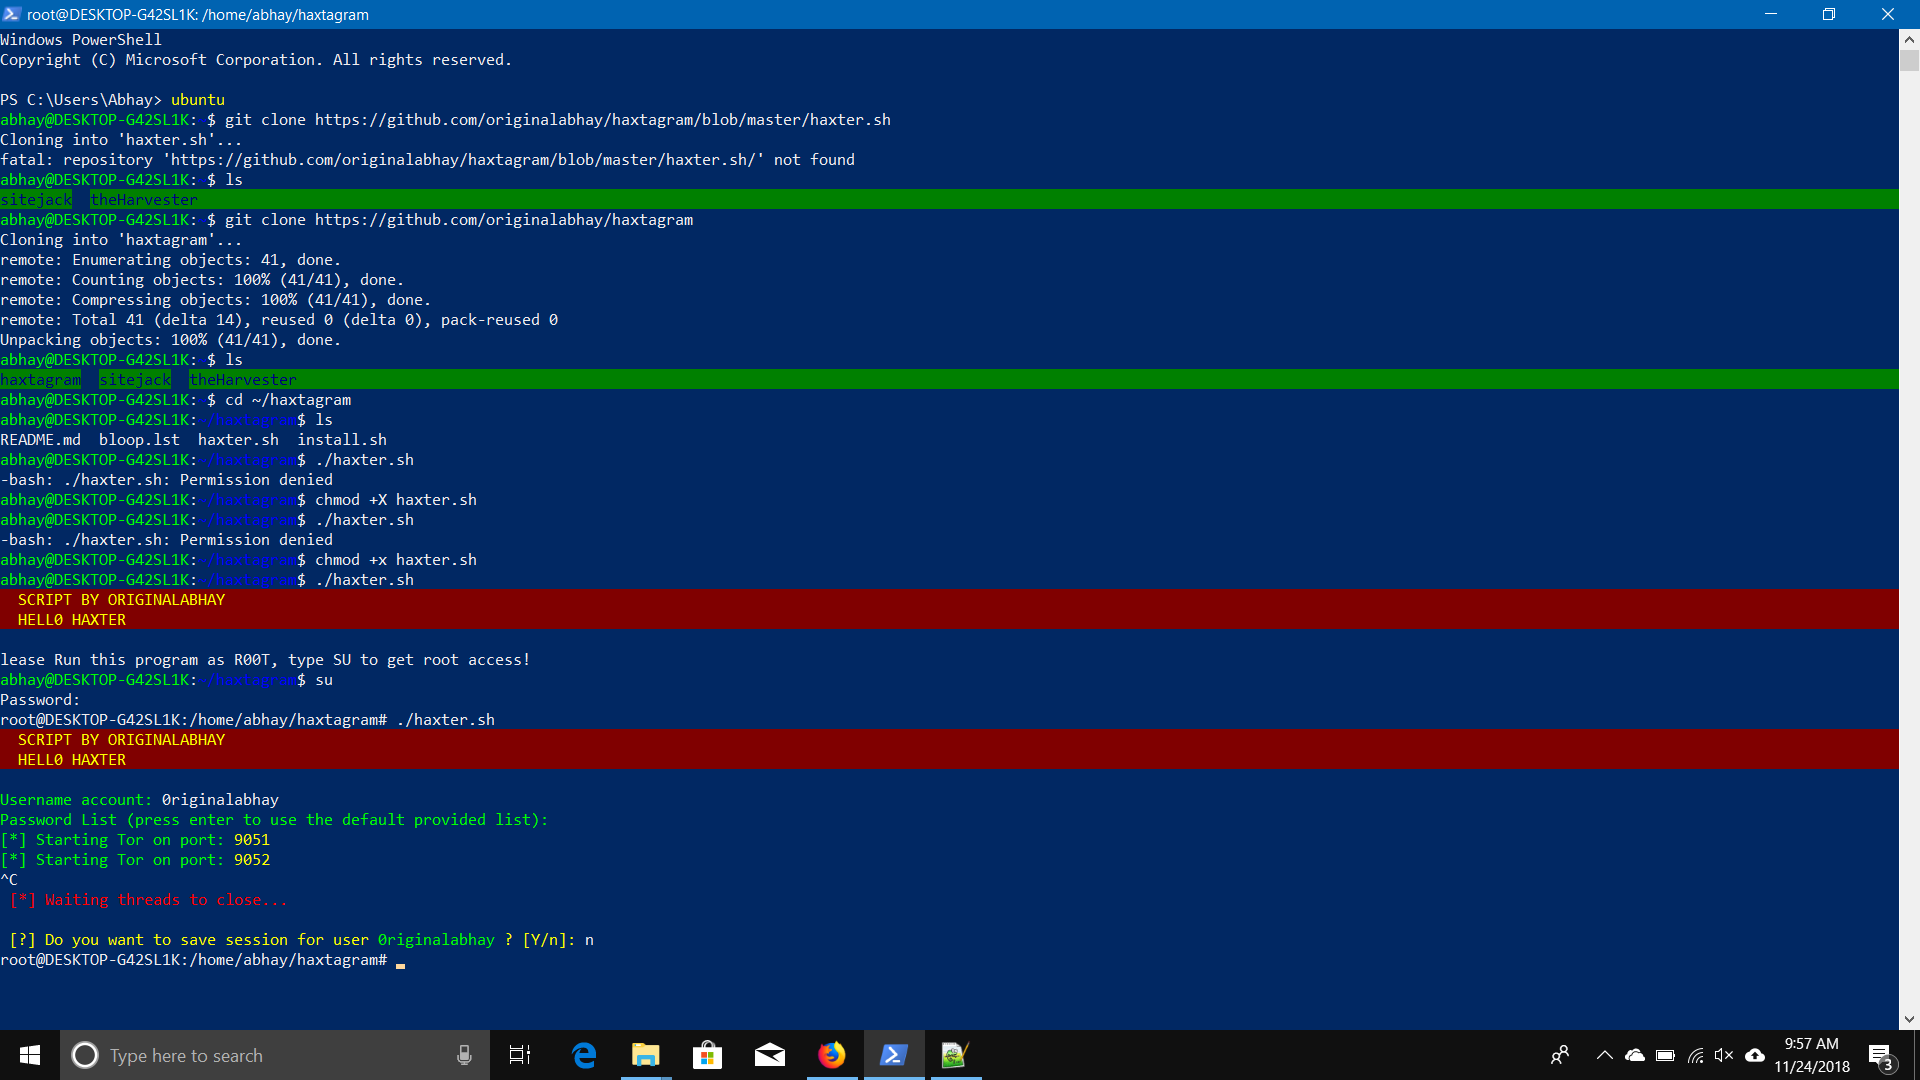 root@DESKTOP-G42SL1K: /home/abhay/haxtagram
Windows PowerShell
Copyright (C) Microsoft Corporation. All rights reserved.
PS C:\Users\Abhay> ubuntu
abhay@DESKTOP-G42SL1K: $ git clone https://github.com/originalabhay/haxtagram/blob/master/haxter.sh
Cloning into 'haxter.sh'...
fatal: repository 'https://github.com/originalabhay/haxtagram/blob/master/haxter.sh/' not found
abhay@DESKTOP-G42SL1K: $ ls
sitejack theHarvester
abhay@DESKTOP-G42SL1K: $ git clone https://github.com/originalabhay/haxtagram
Cloning into 'haxtagram'...
remote: Enumerating objects: 41, done.
remote: Counting objects: 100% (41/41), done.
remote: Compressing objects: 100% (41/41), done.
remote: Total 41 (delta 14), reused 0 (delta 0), pack-reused 0
Unpacking objects: 100% (41/41), done.
abhay@DESKTOP-G42SL1K: $ ls
haxtagram sitejack theHarvester
abhay@DESKTOP-G42SL1K:~$ cd ~/haxtagram
abhay@DESKTOP-G42SL1K:~/haxtagram$ ls
README.md bloop.lst haxter.sh install.sh
abhay@DESKTOP-G42SL1K:~/haxtagram$ ./haxter.sh
-bash: ./haxter.sh: Permission denied
abhay@DESKTOP-G42SL1K:~/haxtagram$ chmod +X haxter.sh
abhay@DESKTOP-G42SL1K:~/haxtagram$ ./haxter.sh
-bash: ./haxter.sh: Permission denied
abhay@DESKTOP-G42SL1K:~/haxtagram$ chmod +x haxter.sh
abhay@DESKTOP-G42SL1K:~/haxtagram$ ./haxter.sh
SCRIPT BY ORIGINALABHAY
HELL0 HAXTER
lease Run this program as R00T, type SU to get root access!
abhay@DESKTOP-G42SL1K:~/haxtagram$ su
Password:
root@DESKTOP-G42SL1K:/home/abhay/haxtagram# ./haxter.sh
SCRIPT BY ORIGINALABHAY
HELL0 HAXTER
Username account: 0riginalabhay
Password List (press enter to use the default provided list):
[*] Starting Tor on port: 9051
[*] Starting Tor on port: 9052
^C
[*] Waiting threads to close...
[?] Do you want to save session for user 0riginalabhay ? [Y/n]: n
root@DESKTOP-G42SL1K:/home/abhay/haxtagram#
Type here to search
9:57 AM
11/24/2018
3